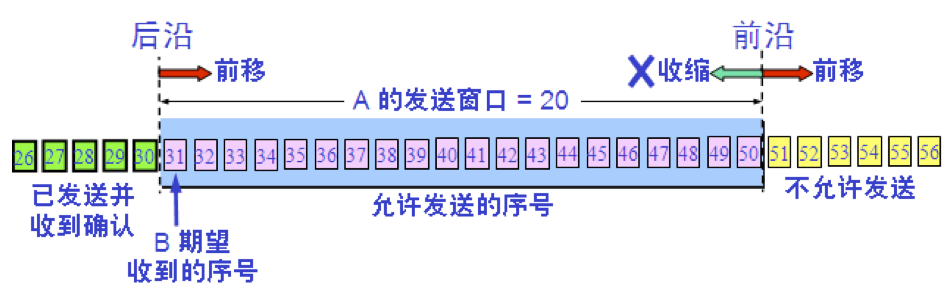 后沿 前沿
前移 X收缩 前移
A 的发送窗口 = 20
26 27 28 29 30 31 32 33 34 35 36 37 38 39 40 41 42 43 44 45 46 47 48 49 50 51 52 53 54 55 56
已发送并
收到确认
允许发送的序号
不允许发送
B 期望
收到的序号